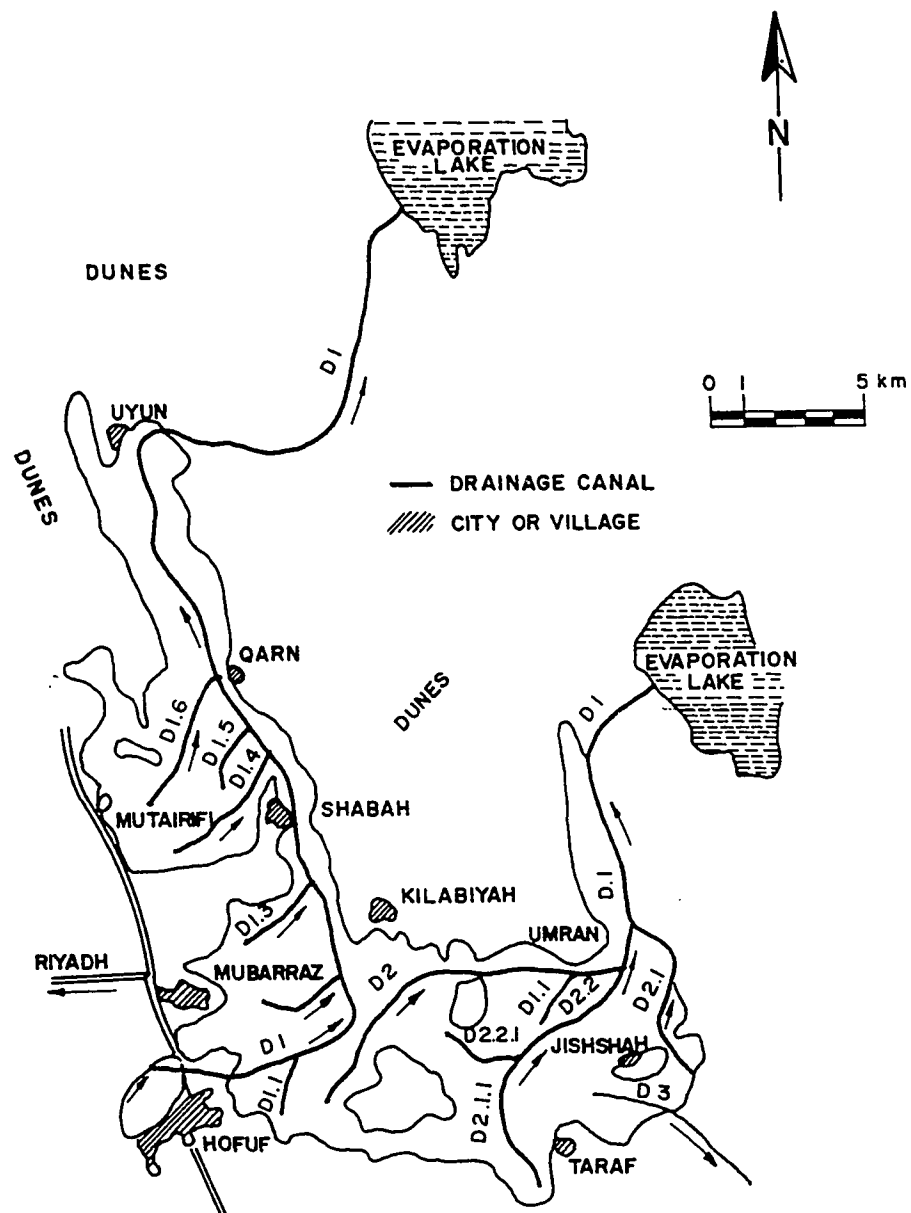 N
EVAPORATION
LAKE
DUNES
D1
0 1 5 km
UYUN
DUNES
DRAINAGE CANAL
CITY OR VILLAGE
QARN
EVAPORATION
LAKE
DUNES
D1
D1.6
D1.5
D1.4
MUTAIRIFI
SHABAH
D.1
KILABIYAH
D1.3
UMRAN
RIYADH
MUBARRAZ
D2
D1.1
D2.2
D2.1
D2.2.1
JISHSHAH
D1
D1.1
D3
D2.1.1
HOFUF
TARAF